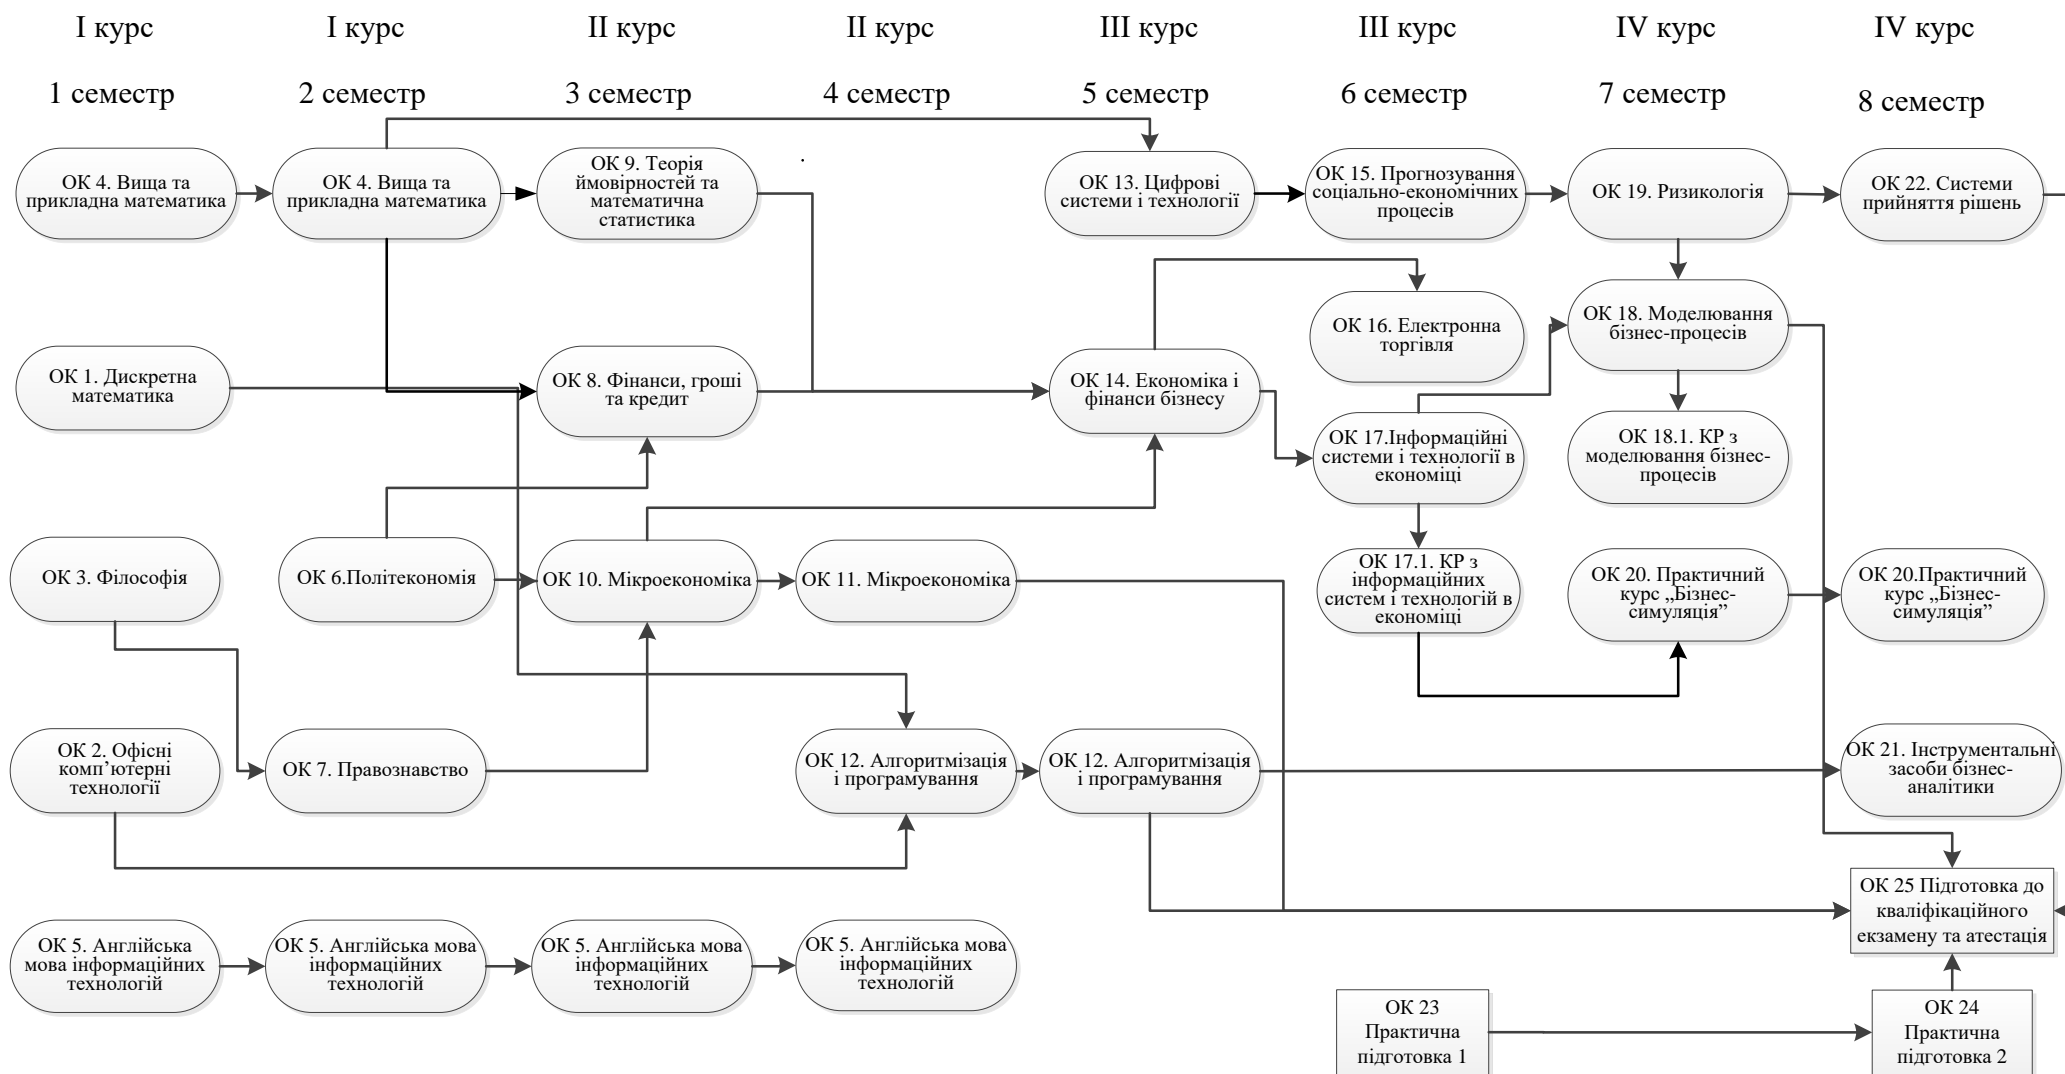 І курс
І курс
ІІ курс
ІІ курс
ІІІ курс
ІІІ курс
IV курс
IV курс
1 семестр
2 семестр
3 семестр
4 семестр
5 семестр
6 семестр
7 семестр
8 семестр
ОК 4. Вища та
прикладна математика
ОК 4. Вища та
прикладна математика
ОК 9. Теорія
ймовірностей та
математична
статистика
ОК 13. Цифрові
системи і технології
ОК 15. Прогнозування
соціально-економічних
процесів
ОК 19. Ризикологія
ОК 22. Системи
прийняття рішень
ОК 16. Електронна
торгівля
ОК 18. Моделювання
бізнес-процесів
ОК 1. Дискретна
математика
ОК 8. Фінанси, гроші
та кредит
ОК 14. Економіка і
фінанси бізнесу
ОК 17.Інформаційні
системи і технології в
економіці
ОК 18.1. КР з
моделювання бізнес-
процесів
ОК 3. Філософія
ОК 6.Політекономія
ОК 10. Мікроекономіка
ОК 11. Мікроекономіка
ОК 17.1. КР з
інформаційних
систем і технологій в
економіці
ОК 20. Практичний
курс „Бізнес-
симуляція”
ОК 20.Практичний
курс „Бізнес-
симуляція”
ОК 2. Офісні
комп’ютерні
технології
ОК 7. Правознавство
ОК 12. Алгоритмізація
і програмування
ОК 12. Алгоритмізація
і програмування
ОК 21. Інструментальні
засоби бізнес-
аналітики
ОК 25 Підготовка до
кваліфікаційного
екзамену та атестація
ОК 5. Англійська
мова інформаційних
технологій
ОК 5. Англійська мова
інформаційних
технологій
ОК 5. Англійська мова
інформаційних
технологій
ОК 5. Англійська мова
інформаційних
технологій
ОК 23
Практична
підготовка 1
ОК 24
Практична
підготовка 2